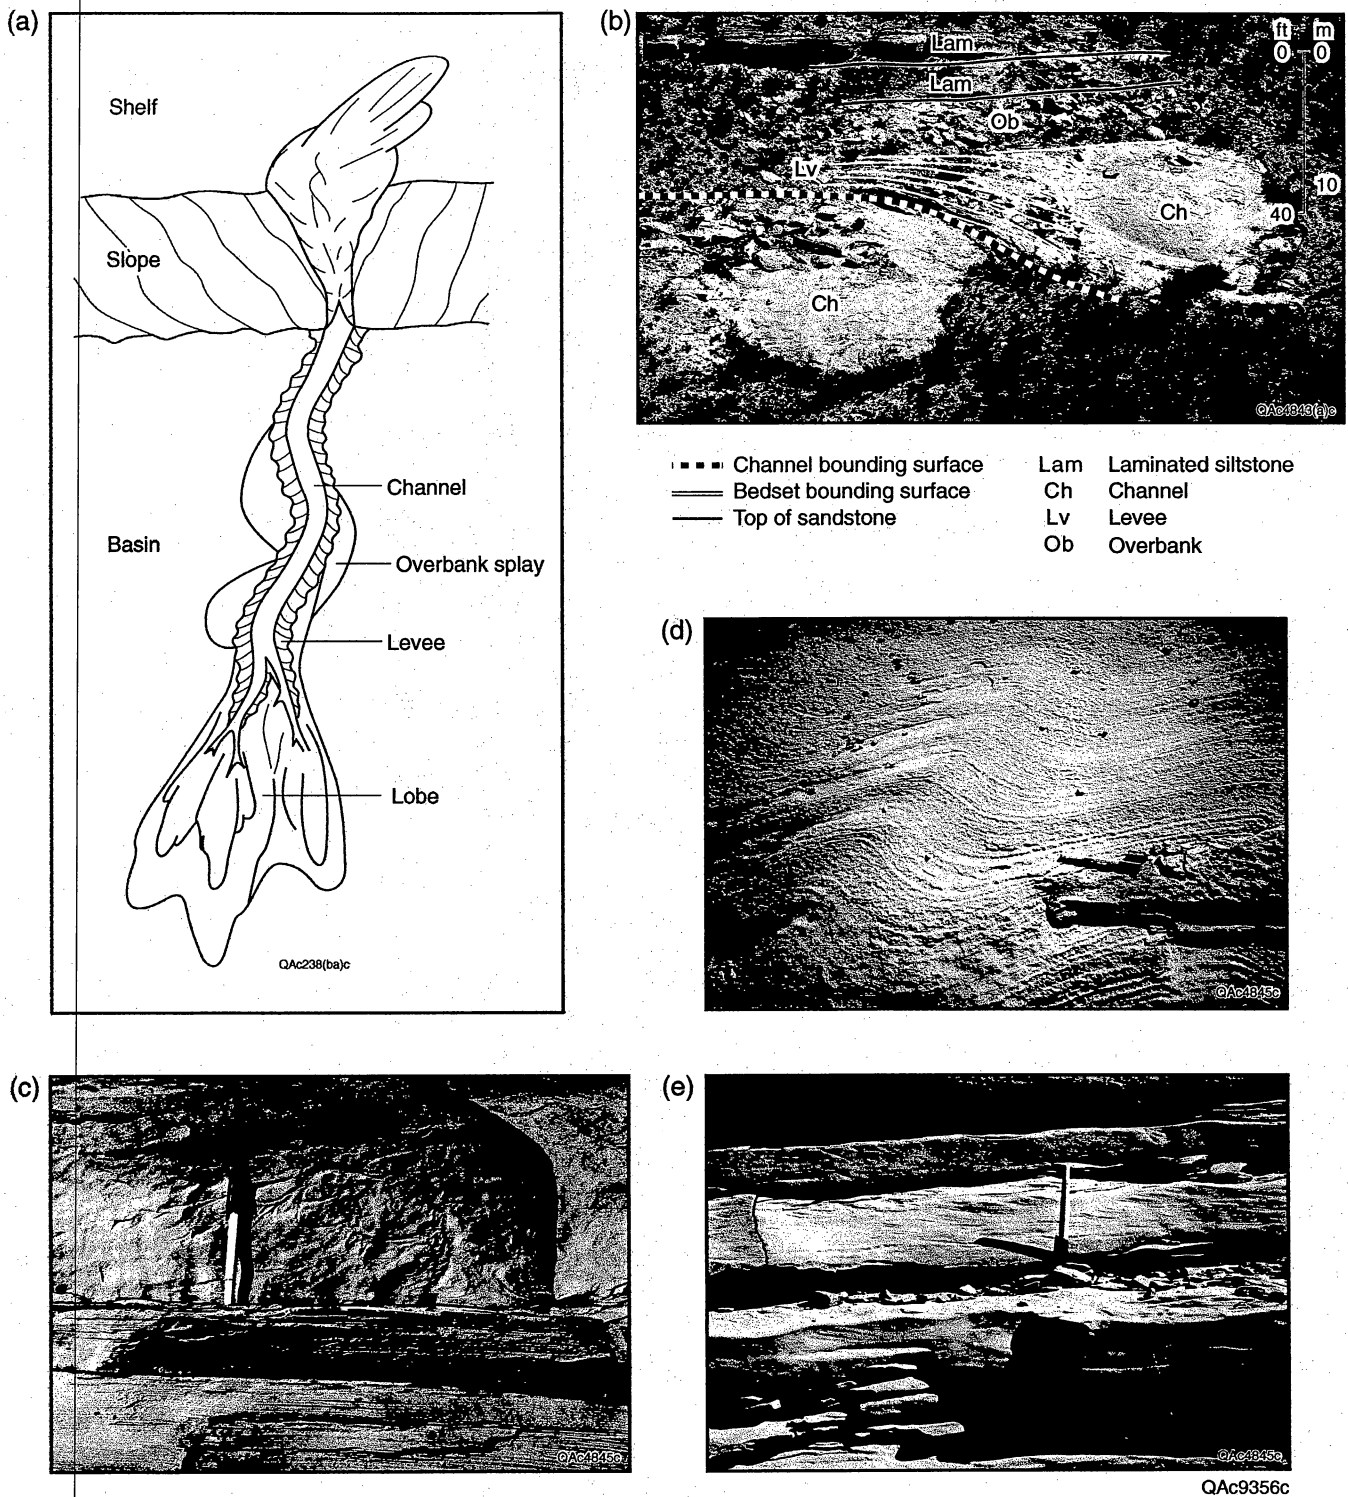 (a)
Shelf
Slope
Basin
Channel
Overbank splay
Levee
Lobe
QAc238(ba)c
(b)
Lam
Lam
Ob
Lv
Ch
Ch
ft m
0 0
10
40
QAc4843(a)c
Channel bounding surface
Bedset bounding surface
Top of sandstone
Lam Laminated siltstone
Ch Channel
Lv Levee
Ob Overbank
(d)
QAc4845c
(c)
QAc4845c
(e)
QAc4845c
QAc9356c